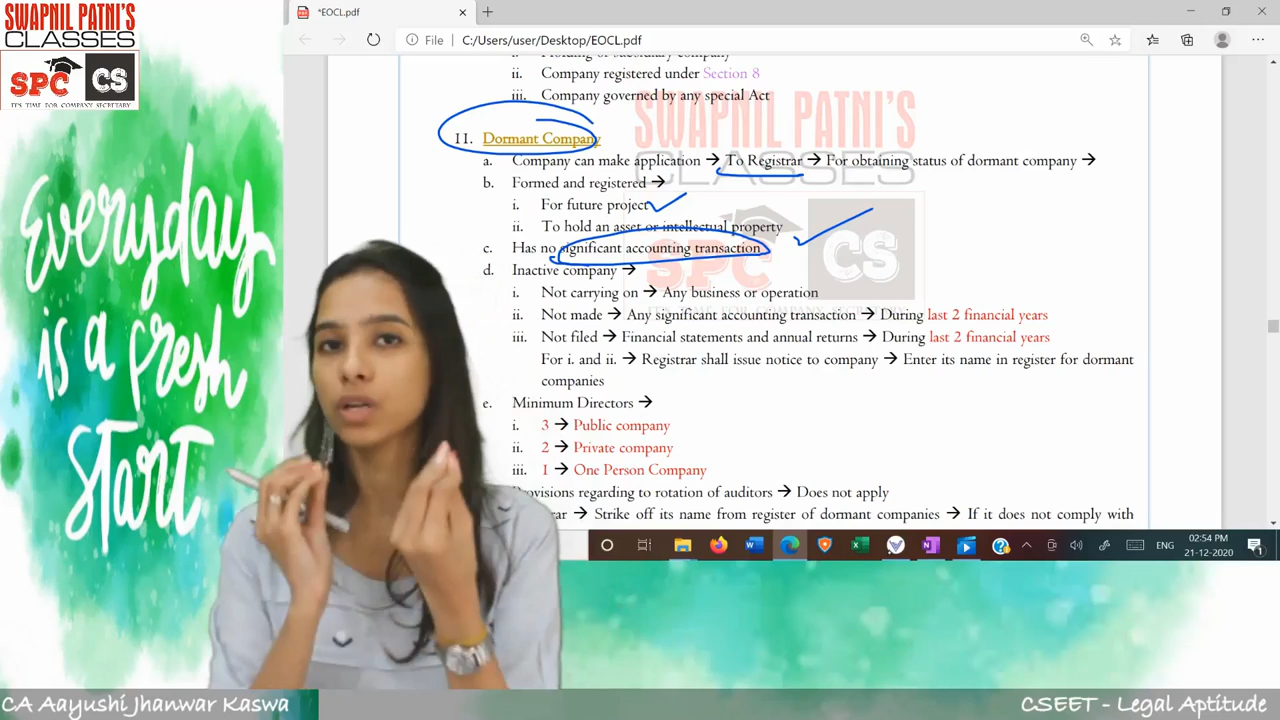 SWAPNIL PATNI'S
CLASSES
SPC CS
IT'S TIME FOR COMPANY SECRETARY
Everyday
is a fresh
start
*EOCL.pdf
File C:/Users/user/Desktop/EOCL.pdf
ii. Company registered under Section 8
iii. Company governed by any special Act
SWAPNIL PATNI'S
CLASSES
SPC CS
11. Dormant Company
a. Company can make application → To Registrar → For obtaining status of dormant company →
b. Formed and registered →
i. For future project
ii. To hold an asset or intellectual property
c. Has no significant accounting transaction
d. Inactive company →
i. Not carrying on → Any business or operation
ii. Not made → Any significant accounting transaction → During last 2 financial years
iii. Not filed → Financial statements and annual returns → During last 2 financial years
For i. and ii. → Registrar shall issue notice to company → Enter its name in register for dormant
companies
e. Minimum Directors →
i. 3 → Public company
ii. 2 → Private company
iii. 1 → One Person Company
Provisions regarding to rotation of auditors → Does not apply
→ Strike off its name from register of dormant companies → If it does not comply with
ENG
02:54 PM
21-12-2020
CA Aayushi Jhanwar Kaswa
CSEET - Legal Aptitude